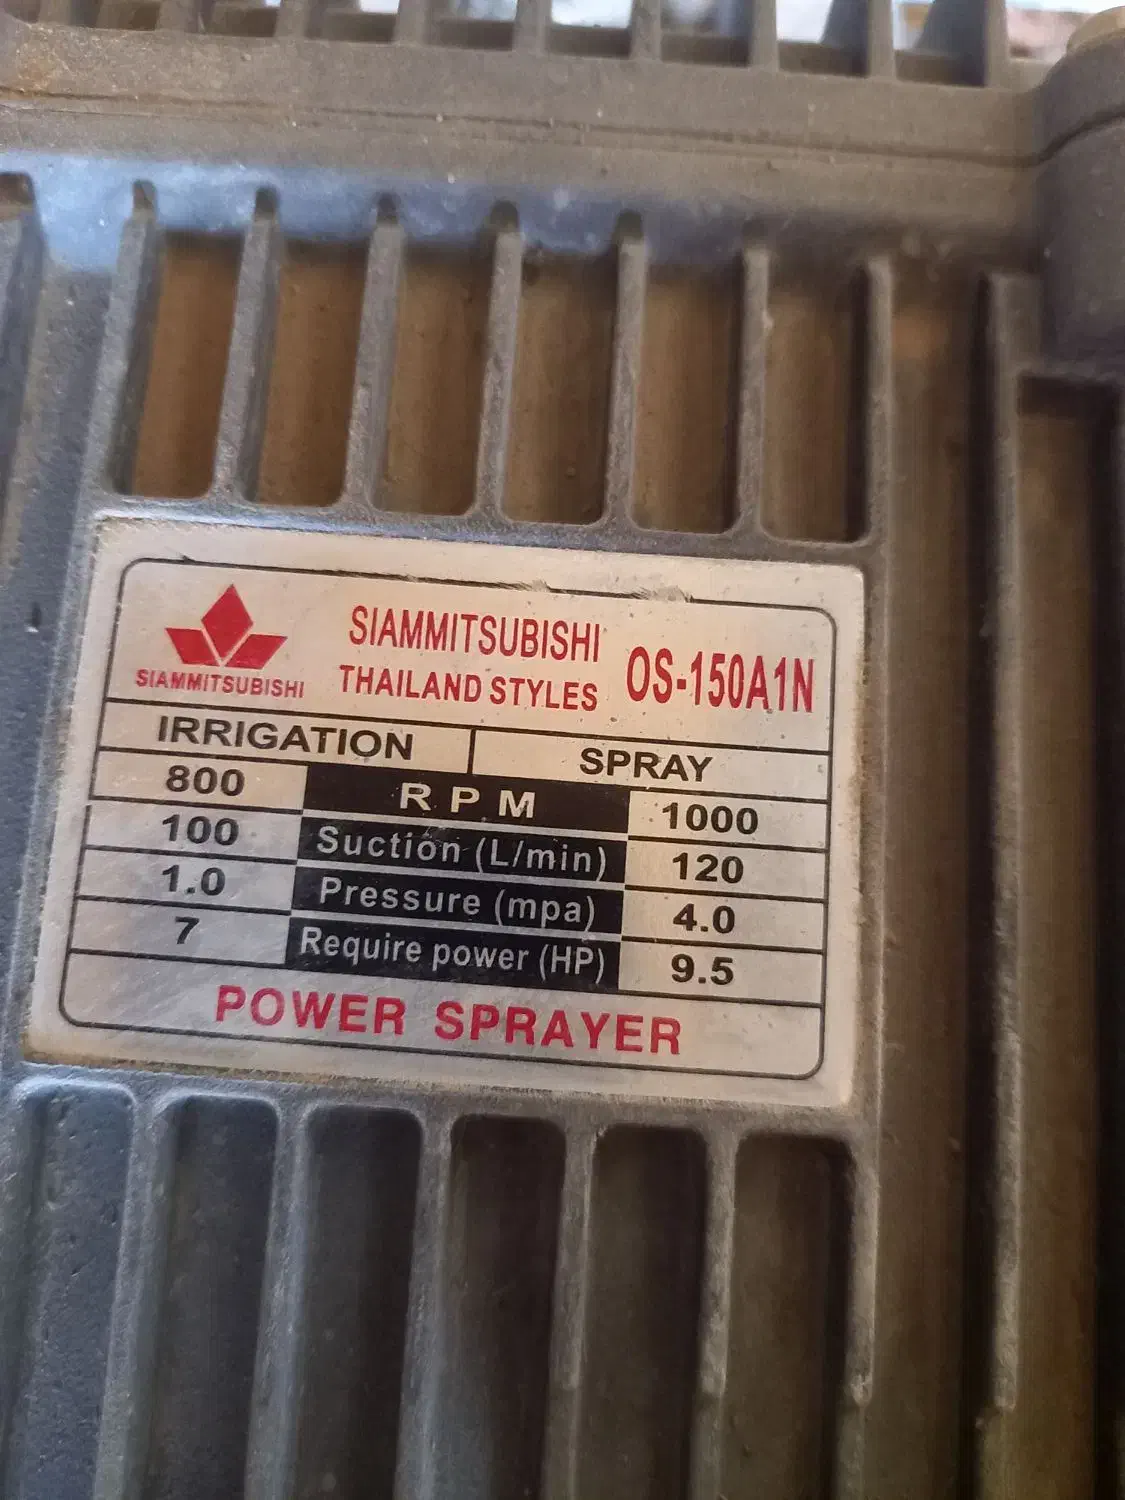 SIAMMITSUBISHI
SIAMMITSUBISHI
THAILAND STYLES
OS-150A1N
IRRIGATION SPRAY
800 RPM 1000
100 Suction (L/min) 120
1.0 Pressure (mpa) 4.0
7 Require power (HP) 9.5
POWER SPRAYER